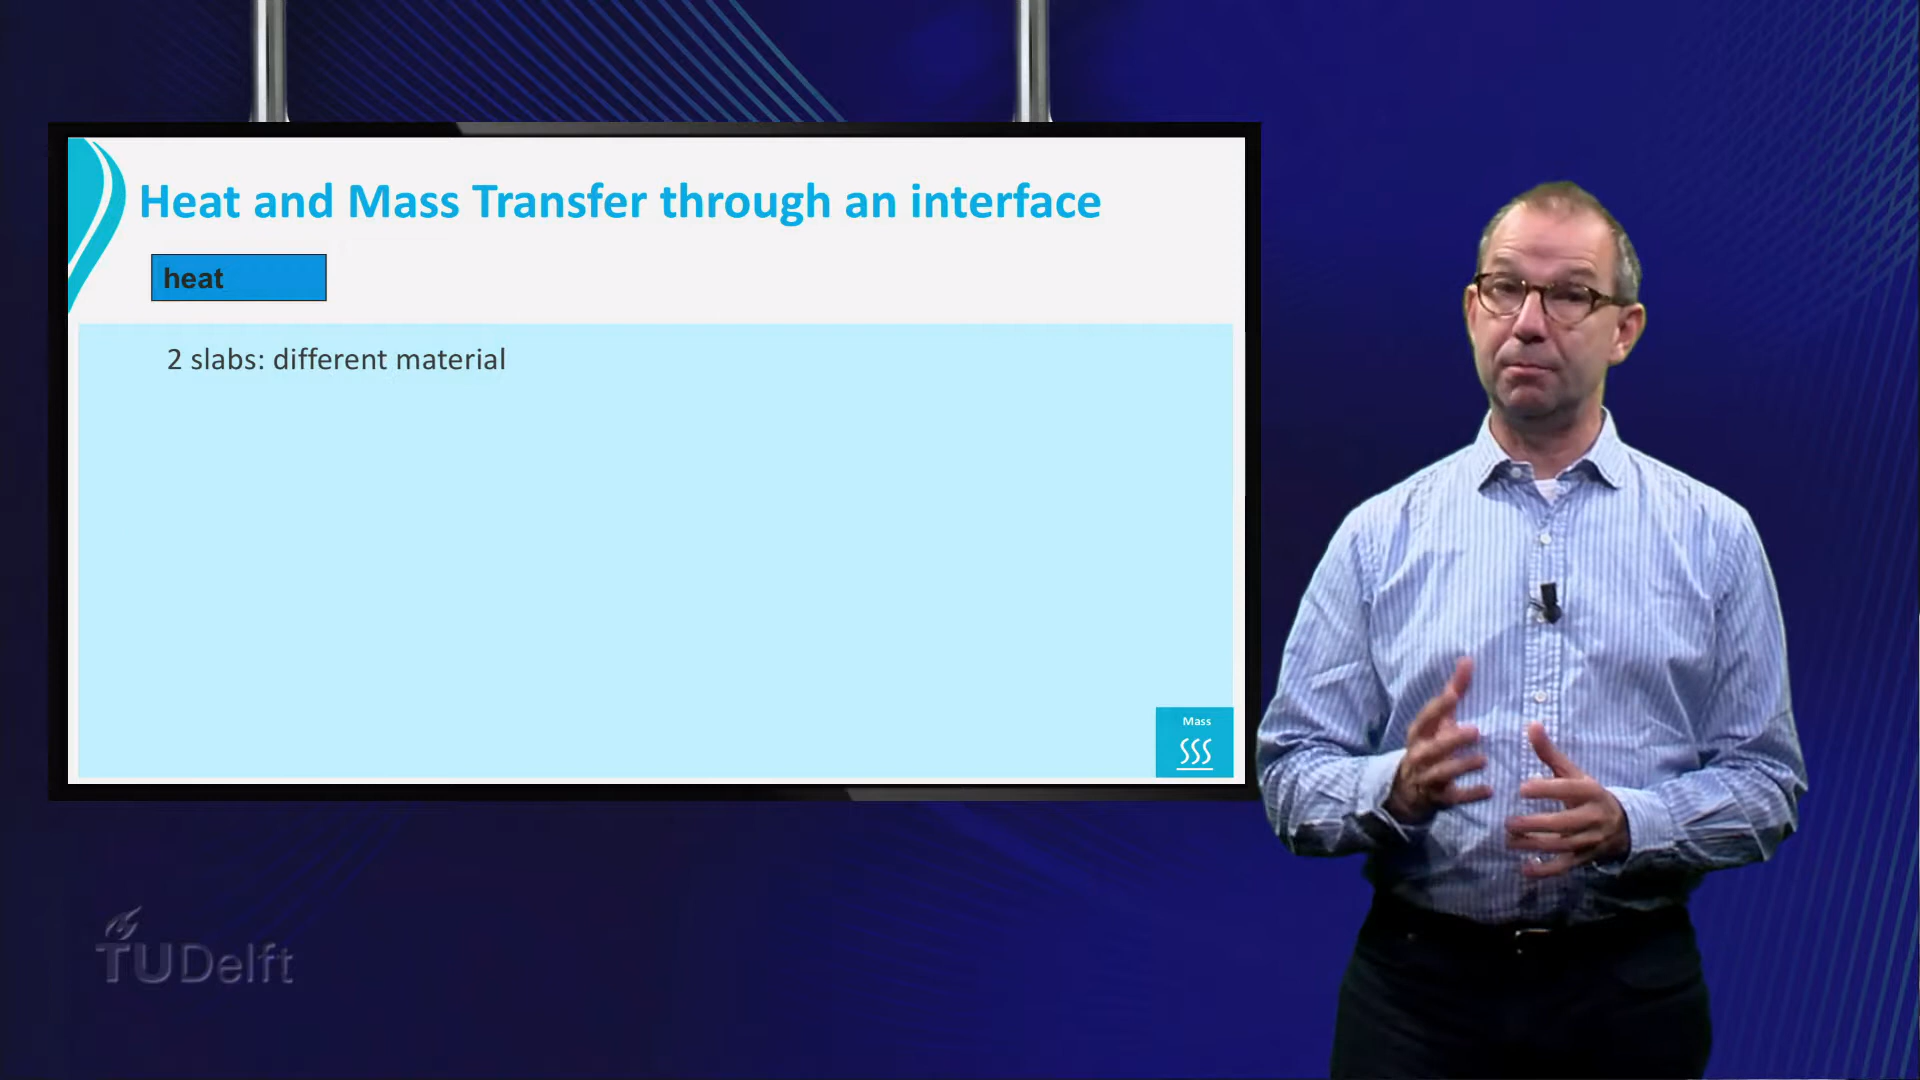 Heat and Mass Transfer through an interface
heat
2 slabs: different material
Mass
TUDelft